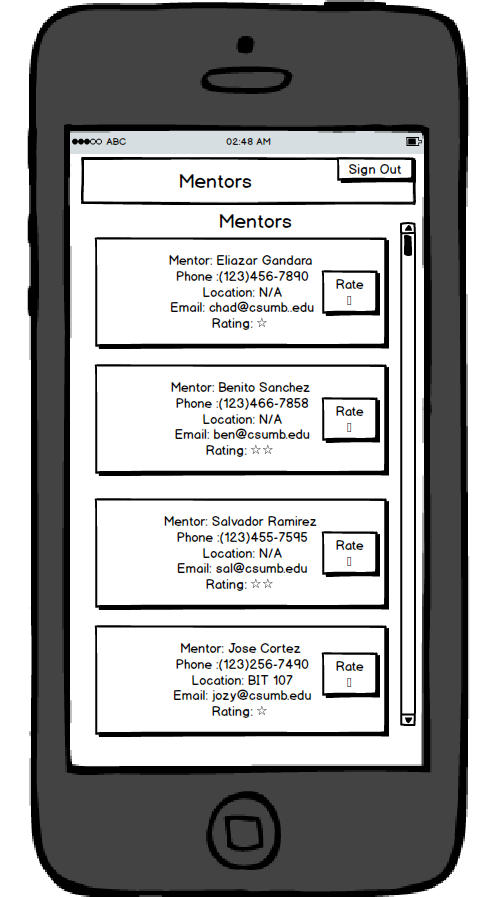 ABC 02:48 AM
Sign Out
Mentors
Mentors
Mentor: Eliazar Gandara
Phone :(123)456-7890
Location: N/A
Email: chad@csumb..edu
Rating: ☆
Rate
▯
Mentor: Benito Sanchez
Phone :(123)466-7858
Location: N/A
Email: ben@csumb.edu
Rating: ☆☆
Rate
▯
Mentor: Salvador Ramirez
Phone :(123)455-7595
Location: N/A
Email: sal@csumb.edu
Rating: ☆☆
Rate
▯
Mentor: Jose Cortez
Phone :(123)256-7490
Location: BIT 107
Email: jozy@csumb.edu
Rating: ☆
Rate
▯